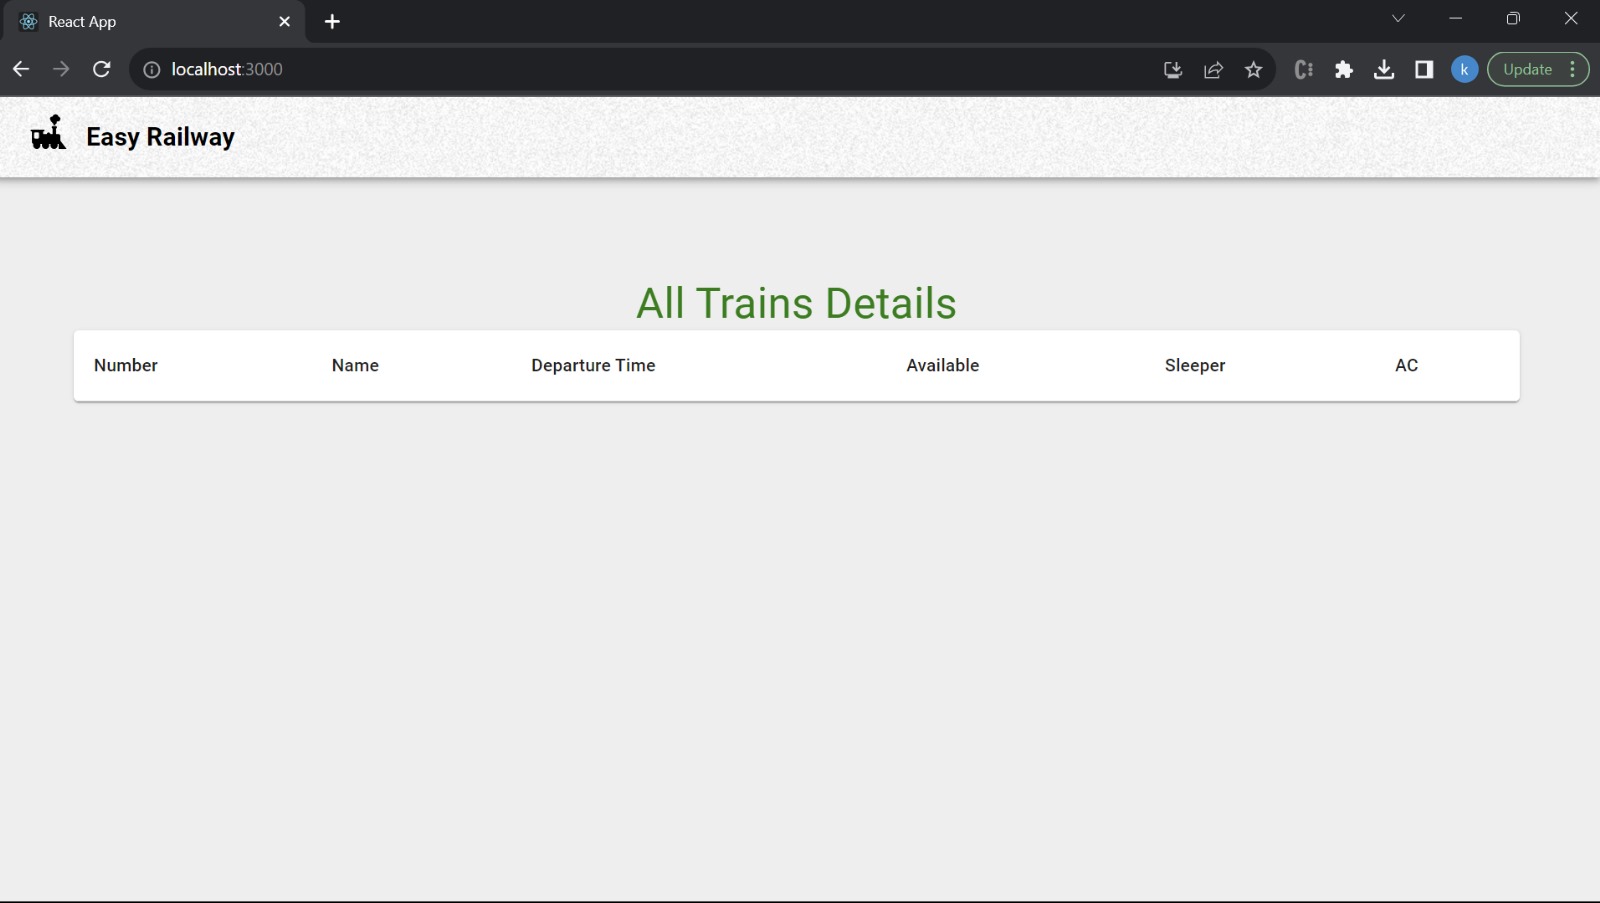 React App
localhost:3000
k
Update
Easy Railway
All Trains Details
Number Name Departure Time Available Sleeper AC